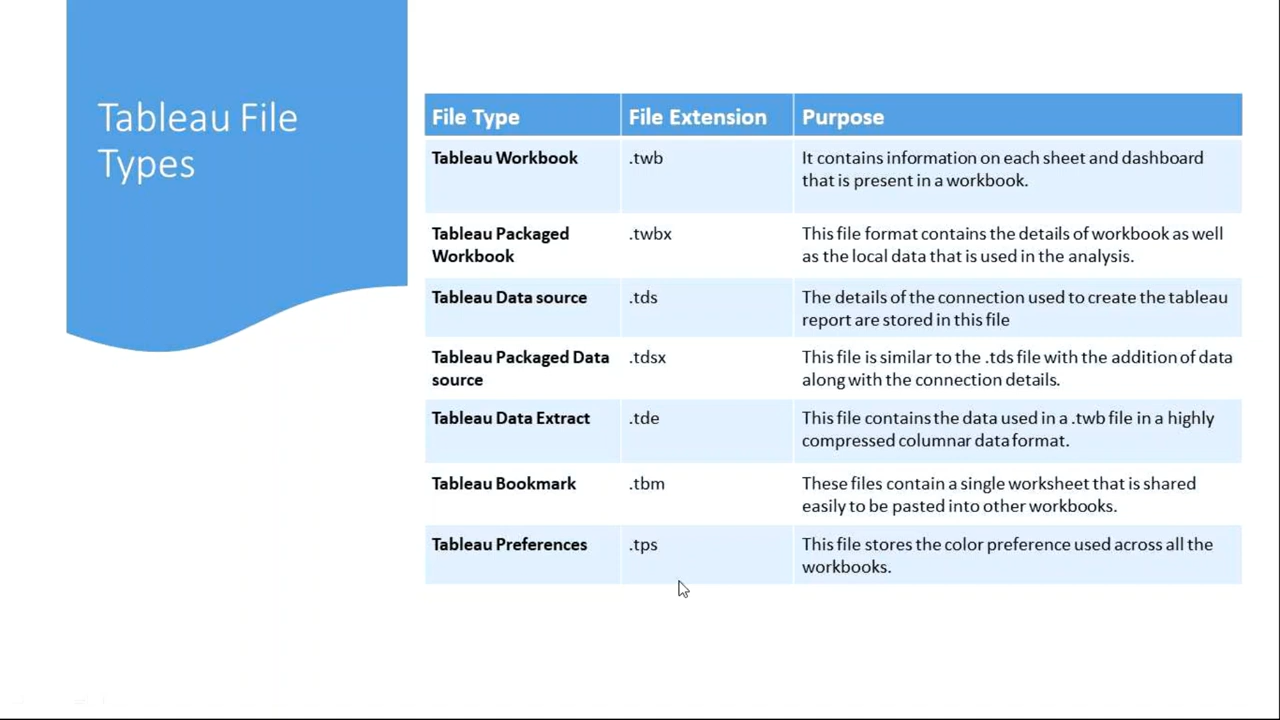 Tableau File
Types
File Type File Extension Purpose
Tableau Workbook .twb It contains information on each sheet and dashboard
that is present in a workbook.
Tableau Packaged .twbx This file format contains the details of workbook as well
Workbook as the local data that is used in the analysis.
Tableau Data source .tds The details of the connection used to create the tableau
report are stored in this file
Tableau Packaged Data .tdsx This file is similar to the .tds file with the addition of data
source along with the connection details.
Tableau Data Extract .tde This file contains the data used in a .twb file in a highly
compressed columnar data format.
Tableau Bookmark .tbm These files contain a single worksheet that is shared
easily to be pasted into other workbooks.
Tableau Preferences .tps This file stores the color preference used across all the
workbooks.